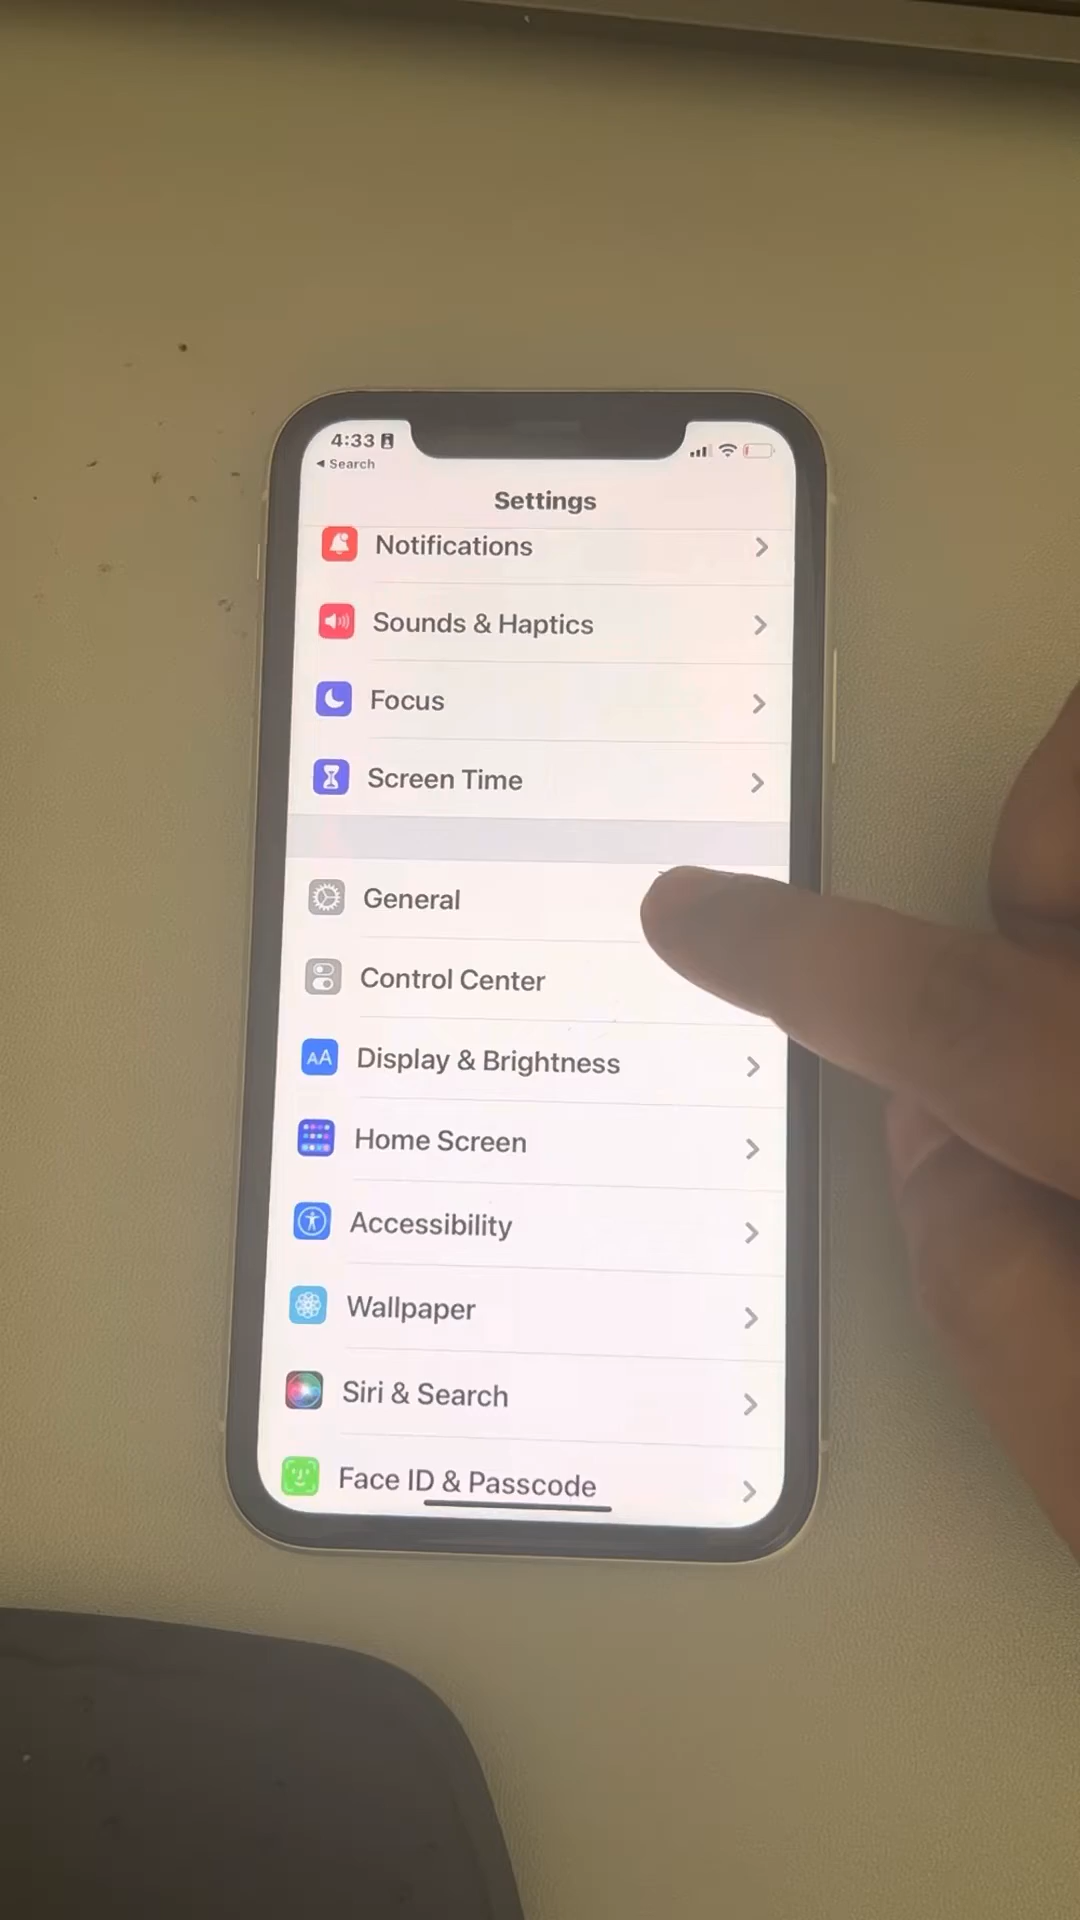 4:33
◀ Search
Settings
Notifications
Sounds & Haptics
Focus
Screen Time
General
Control Center
AA Display & Brightness
Home Screen
Accessibility
Wallpaper
Siri & Search
Face ID & Passcode